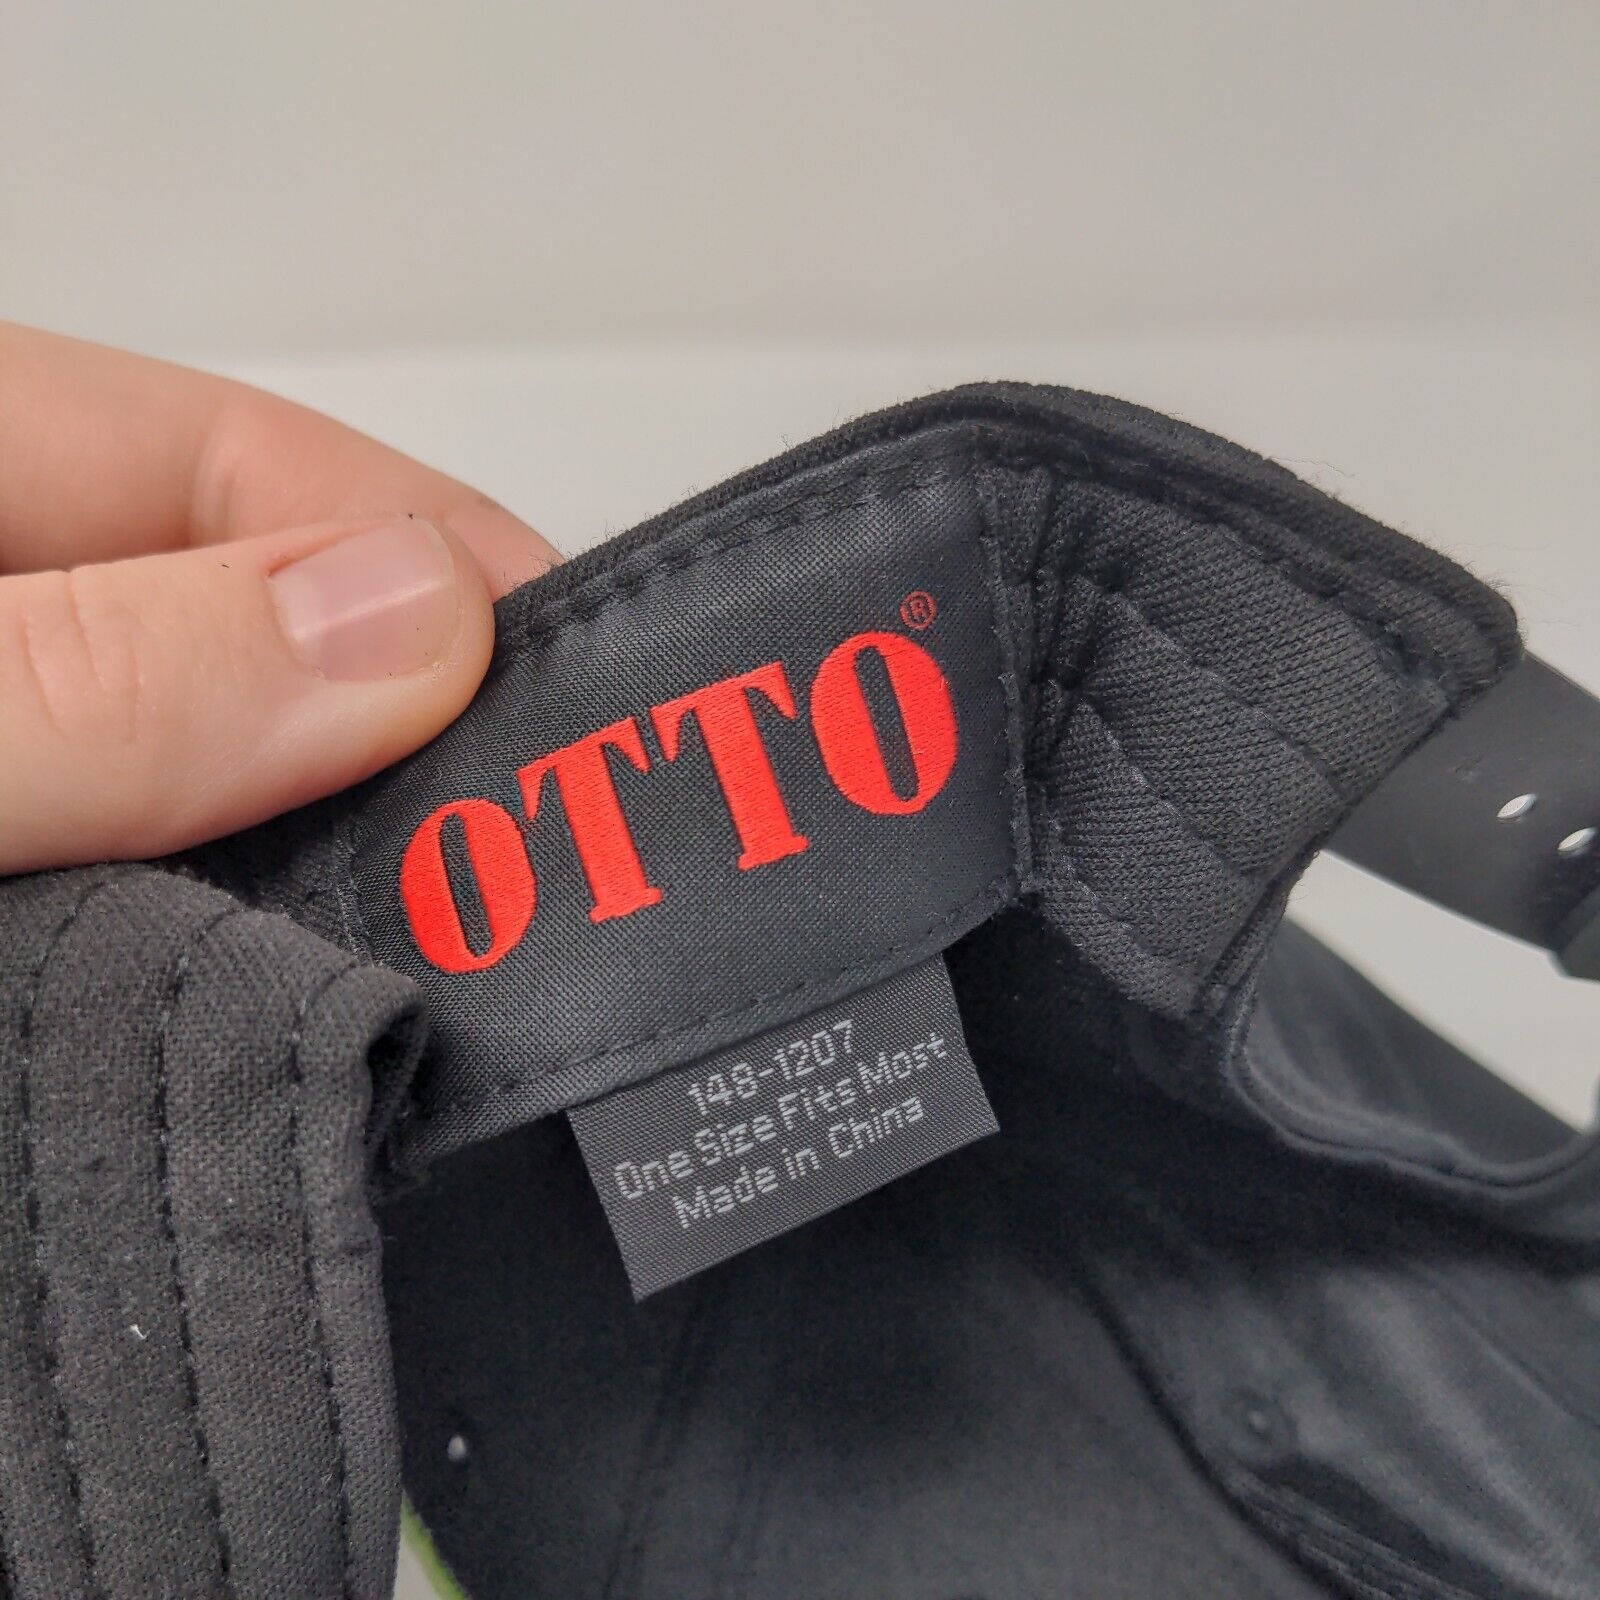 OTTO®
148-1207
One Size Fits Most
Made in China